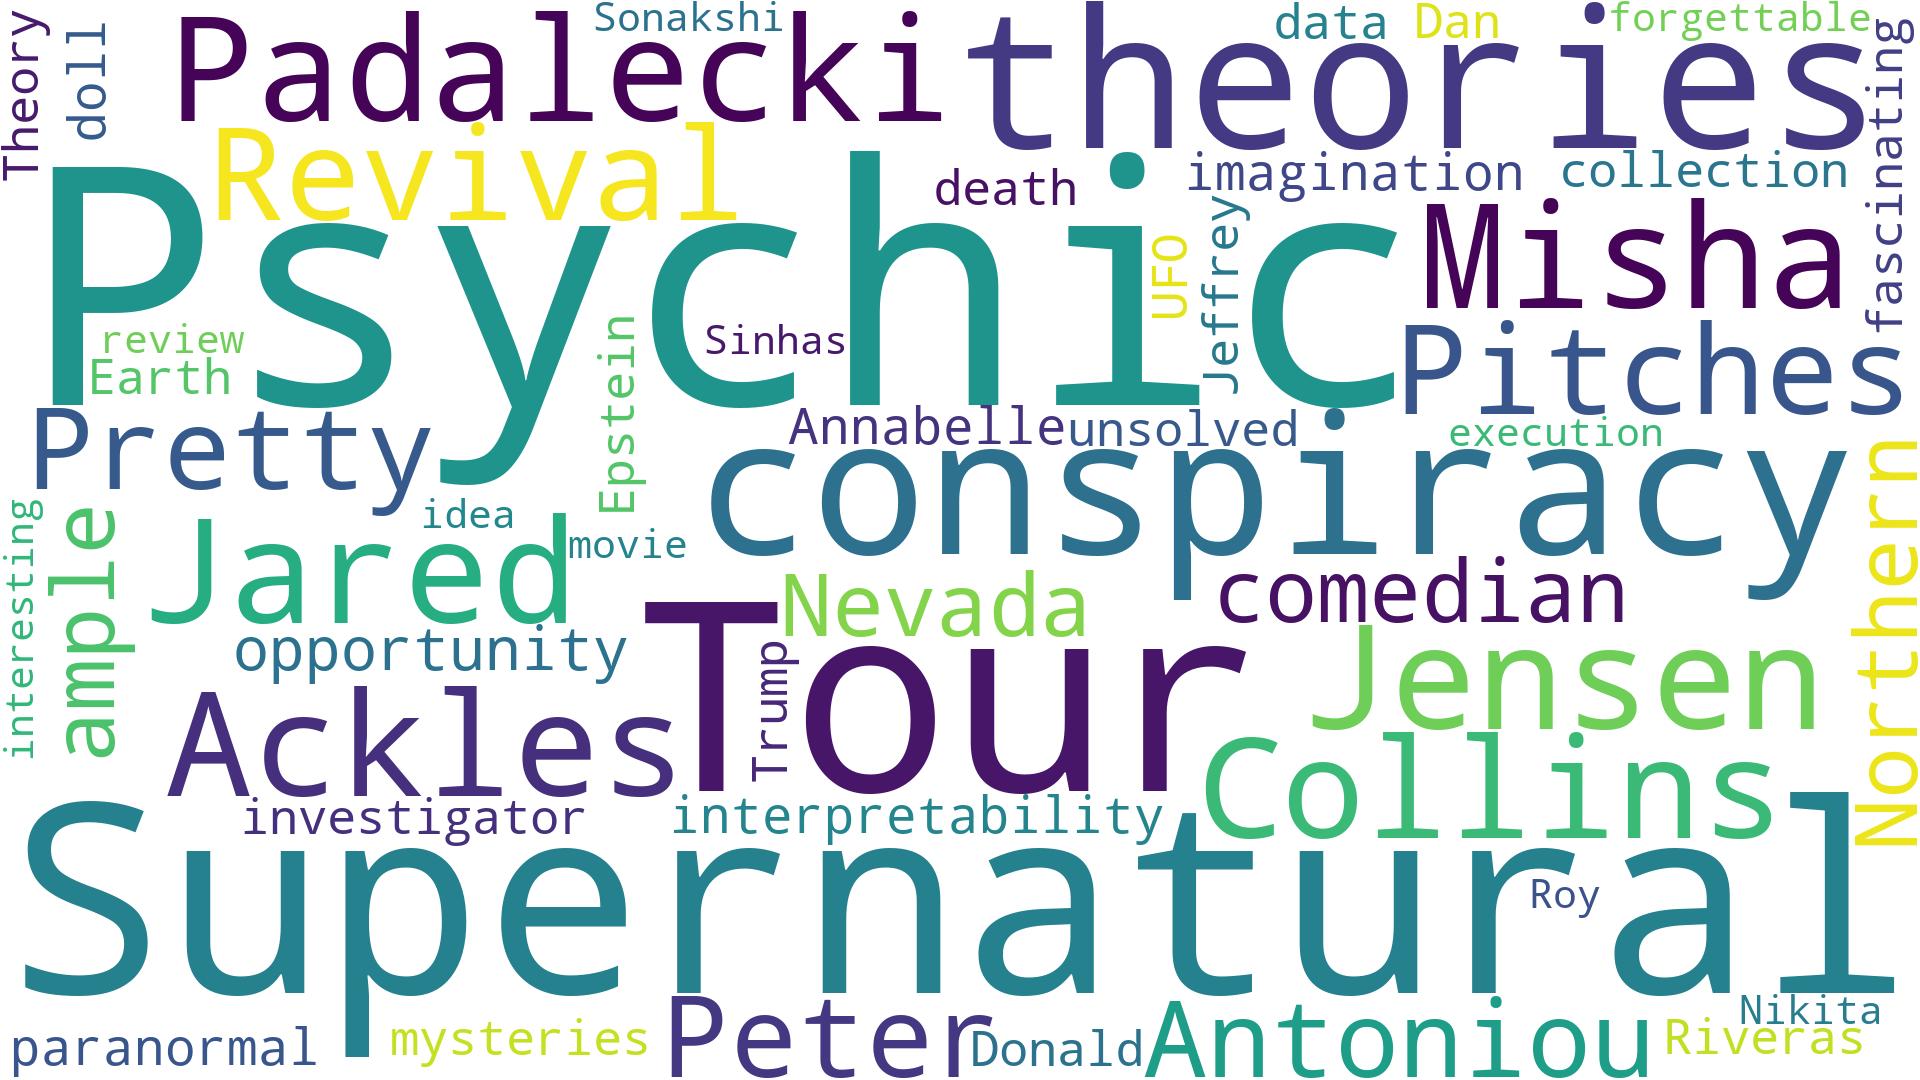 Theory
doll
Padalecki
Sonakshi
theories
data
Dan
forgettable
fascinating
Revival
death
imagination
collection
Psychic
UFO
Jeffrey
Misha
review
Earth
Epstein
Sinhas
Pitches
Pretty
Annabelle
unsolved
execution
conspiracy
Northern
interesting
ample
idea
Jared
movie
Nevada
comedian
opportunity
Tour
Trump
Jensen
Ackles
Collins
investigator
interpretability
Supernatural
Roy
paranormal
mysteries
Peter
Donald
Antoniou
Nikita
Riveras